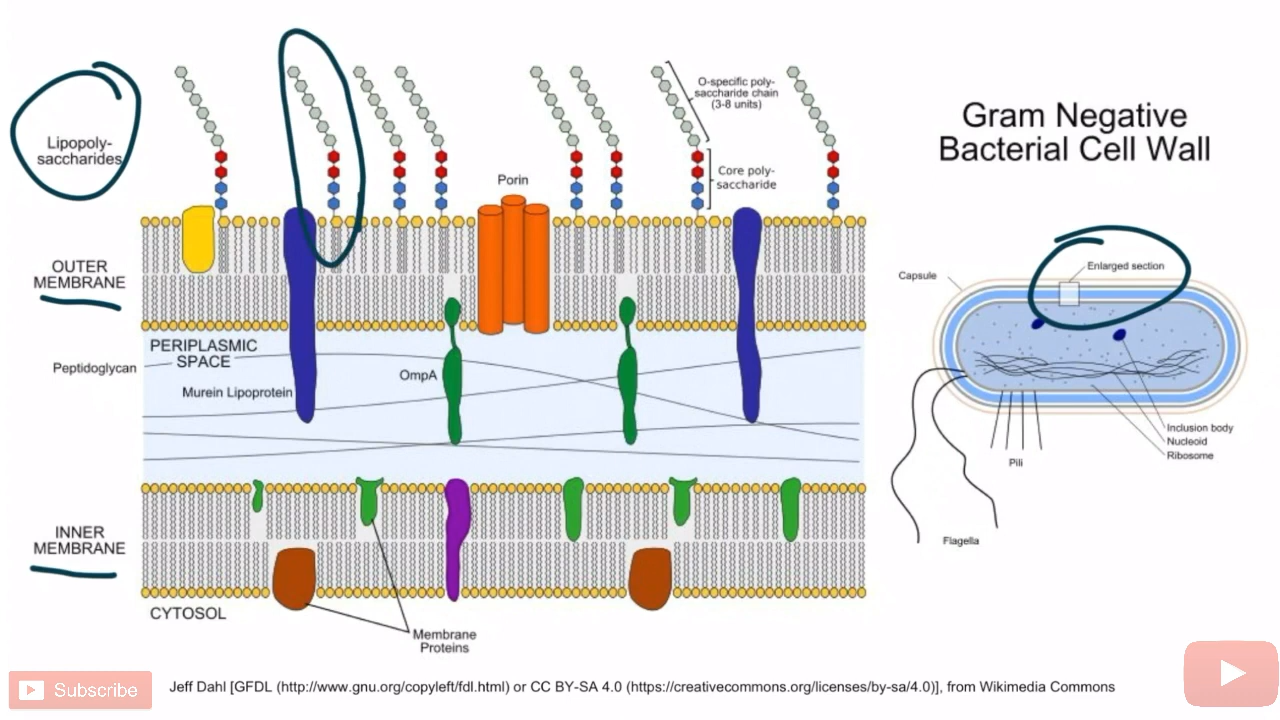 Gram Negative
Bacterial Cell Wall
Lipopoly-
saccharides
O-specific poly-
saccharide chain
(3-8 units)
Core poly-
saccharide
Porin
OUTER
MEMBRANE
PERIPLASMIC
SPACE
Peptidoglycan
Murein Lipoprotein
OmpA
INNER
MEMBRANE
CYTOSOL
Membrane
Proteins
Capsule
Enlarged section
Inclusion body
Nucleoid
Ribosome
Pili
Flagella
Subscribe
Jeff Dahl [GFDL (http://www.gnu.org/copyleft/fdl.html) or CC BY-SA 4.0 (https://creativecommons.org/licenses/by-sa/4.0)], from Wikimedia Commons